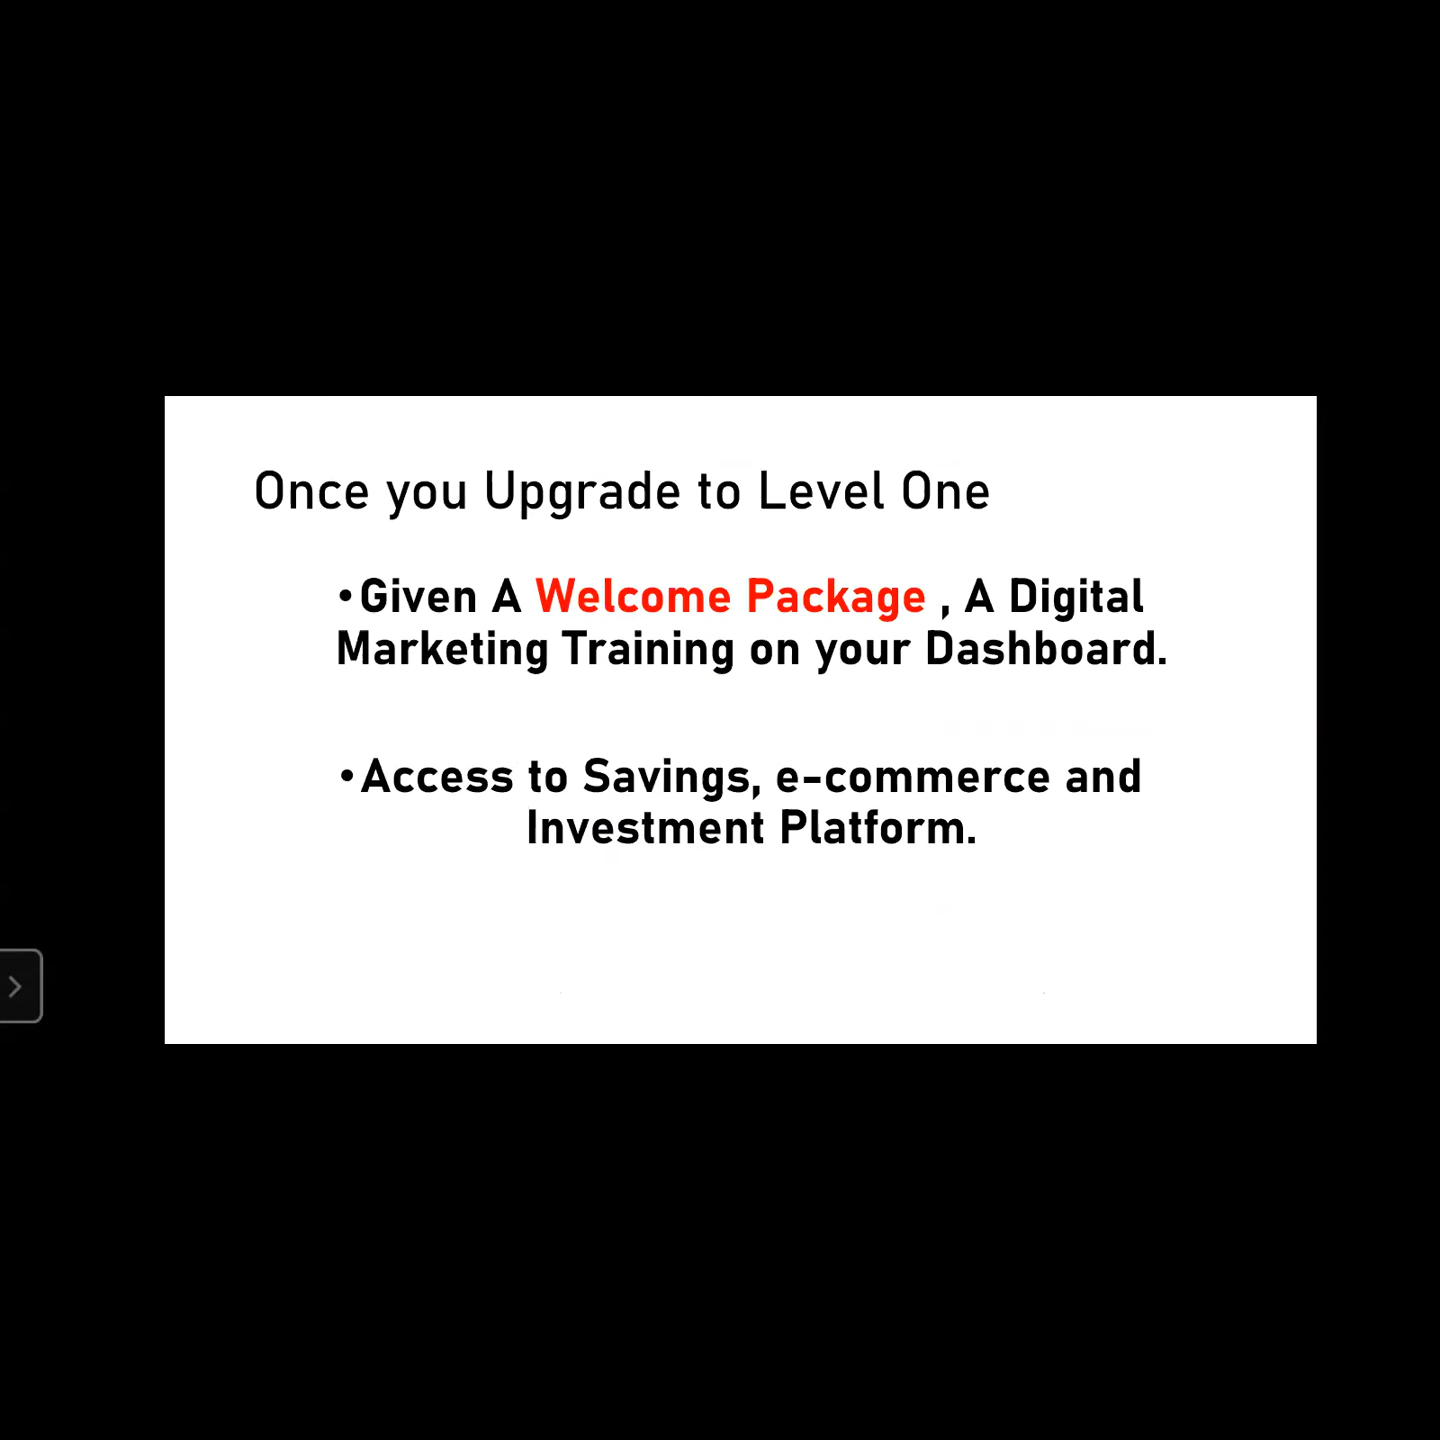 Once you Upgrade to Level One
•Given A Welcome Package , A Digital
Marketing Training on your Dashboard.
•Access to Savings, e-commerce and
Investment Platform.